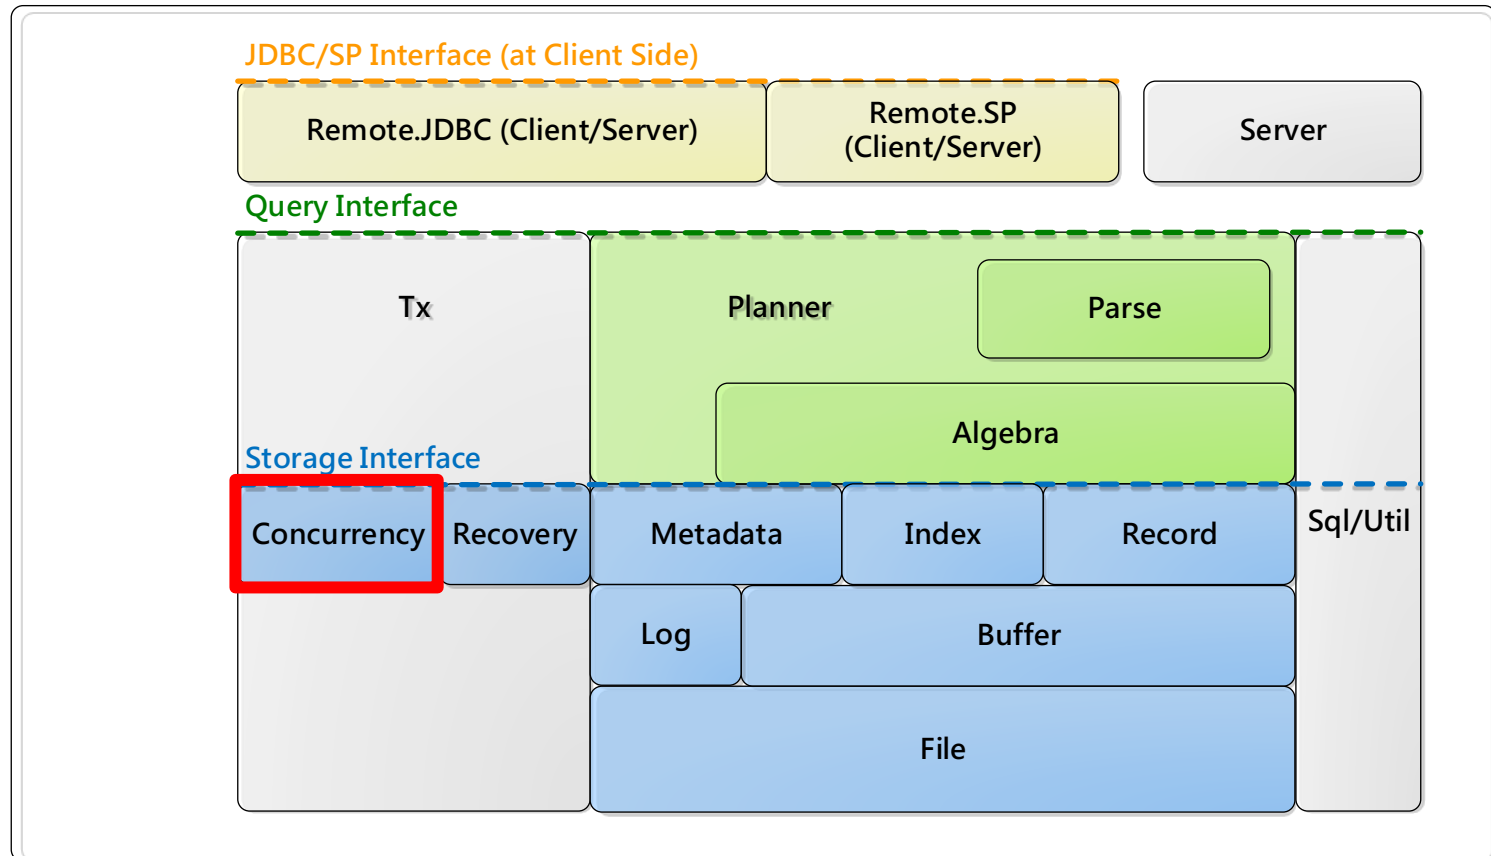 JDBC/SP Interface (at Client Side)
Remote.JDBC (Client/Server)
Remote.SP
(Client/Server)
Server
Query Interface
Tx
Planner
Parse
Algebra
Storage Interface
Concurrency
Recovery
Metadata
Index
Record
Sql/Util
Log
Buffer
File